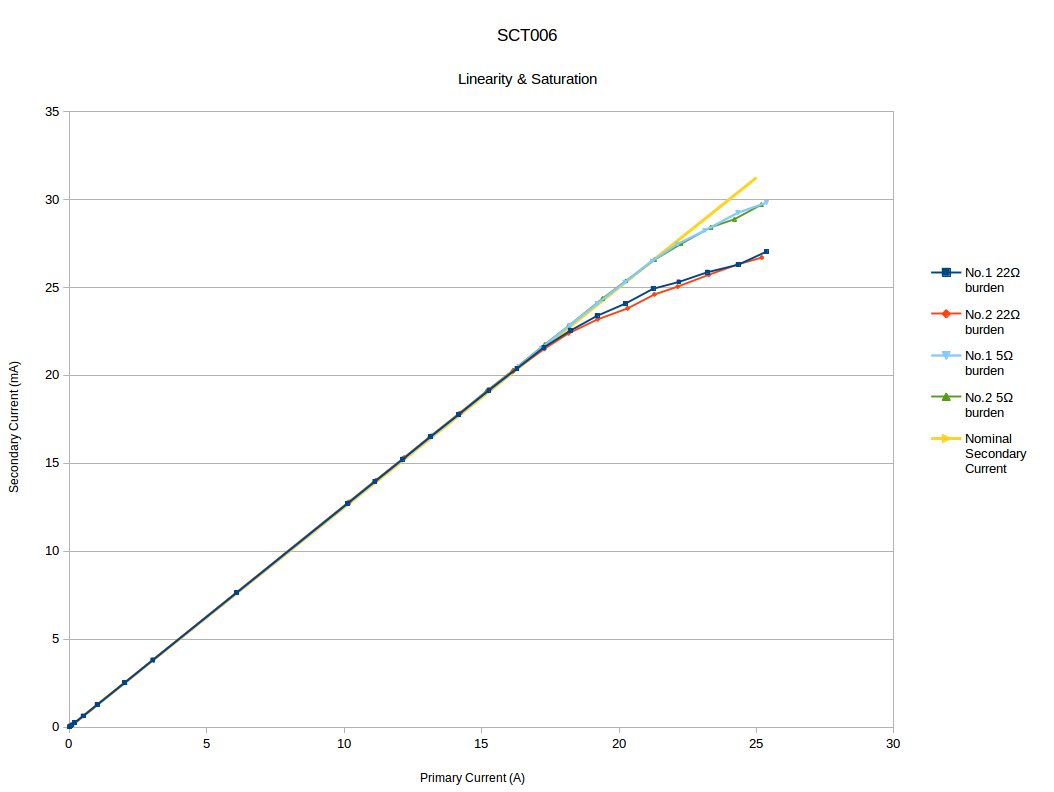 SCT006
Linearity & Saturation
35
30
25
20
15
10
5
0
0 5 10 15 20 25 30
Secondary Current (mA)
Primary Current (A)
No.1 22Ω
burden
No.2 22Ω
burden
No.1 5Ω
burden
No.2 5Ω
burden
Nominal
Secondary
Current